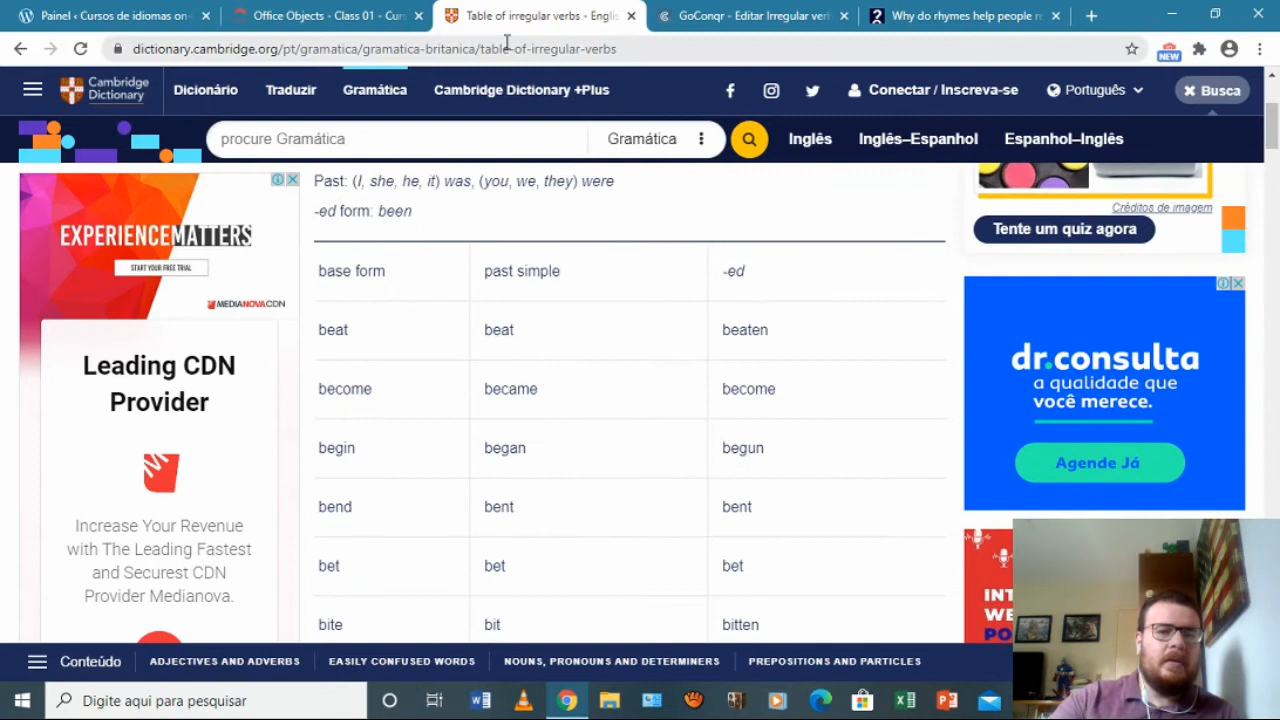 Painel ‹ Cursos de idiomas on-
Office Objects - Class 01 - Curs
Table of irregular verbs - Engli
GoConqr - Editar Irregular verb
Why do rhymes help people re
dictionary.cambridge.org/pt/gramatica/gramatica-britanica/table-of-irregular-verbs
NEW
Cambridge
Dictionary
Dicionário
Traduzir
Gramática
Cambridge Dictionary +Plus
Conectar / Inscreva-se
Português
Busca
procure Gramática
Gramática
Inglês
Inglês–Espanhol
Espanhol–Inglês
Past: (I, she, he, it) was, (you, we, they) were
-ed form: been
base form past simple -ed
beat beat beaten
become became become
begin began begun
bend bent bent
bet bet bet
bite bit bitten
EXPERIENCEMATTERS
START YOUR FREE TRIAL
MEDIANOVA CDN
Leading CDN
Provider
Increase Your Revenue
with The Leading Fastest
and Securest CDN
Provider Medianova.
Créditos de imagem
Tente um quiz agora
dr.consulta
a qualidade que
você merece.
Agende Já
INT
WE
PO
Conteúdo
ADJECTIVES AND ADVERBS
EASILY CONFUSED WORDS
NOUNS, PRONOUNS AND DETERMINERS
PREPOSITIONS AND PARTICLES
Digite aqui para pesquisar